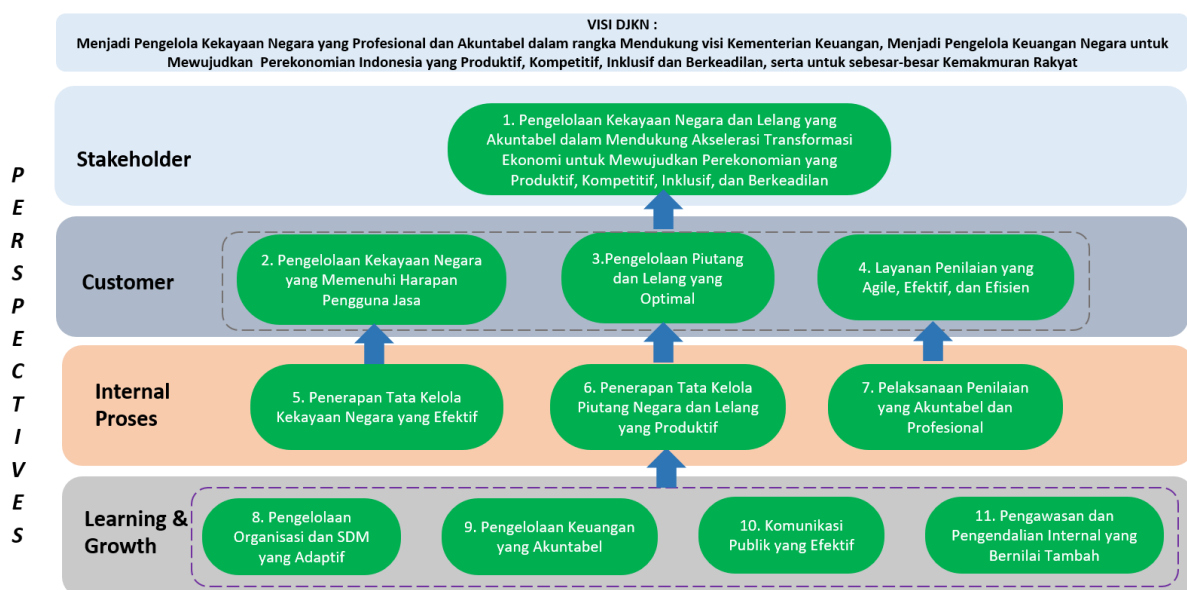 VISI DJKN :
Menjadi Pengelola Kekayaan Negara yang Profesional dan Akuntabel dalam rangka Mendukung visi Kementerian Keuangan, Menjadi Pengelola Keuangan Negara untuk
Mewujudkan Perekonomian Indonesia yang Produktif, Kompetitif, Inklusif dan Berkeadilan, serta untuk sebesar-besar Kemakmuran Rakyat
PERSPECTIVES
Stakeholder
1. Pengelolaan Kekayaan Negara dan Lelang yang
Akuntabel dalam Mendukung Akselerasi Transformasi
Ekonomi untuk Mewujudkan Perekonomian yang
Produktif, Kompetitif, Inklusif, dan Berkeadilan
Customer
2. Pengelolaan Kekayaan Negara
yang Memenuhi Harapan
Pengguna Jasa
3.Pengelolaan Piutang
dan Lelang yang
Optimal
4. Layanan Penilaian yang
Agile, Efektif, dan Efisien
Internal
Proses
5. Penerapan Tata Kelola
Kekayaan Negara yang Efektif
6. Penerapan Tata Kelola
Piutang Negara dan Lelang
yang Produktif
7. Pelaksanaan Penilaian
yang Akuntabel dan
Profesional
Learning &
Growth
8. Pengelolaan
Organisasi dan SDM
yang Adaptif
9. Pengelolaan Keuangan
yang Akuntabel
10. Komunikasi
Publik yang Efektif
11. Pengawasan dan
Pengendalian Internal yang
Bernilai Tambah